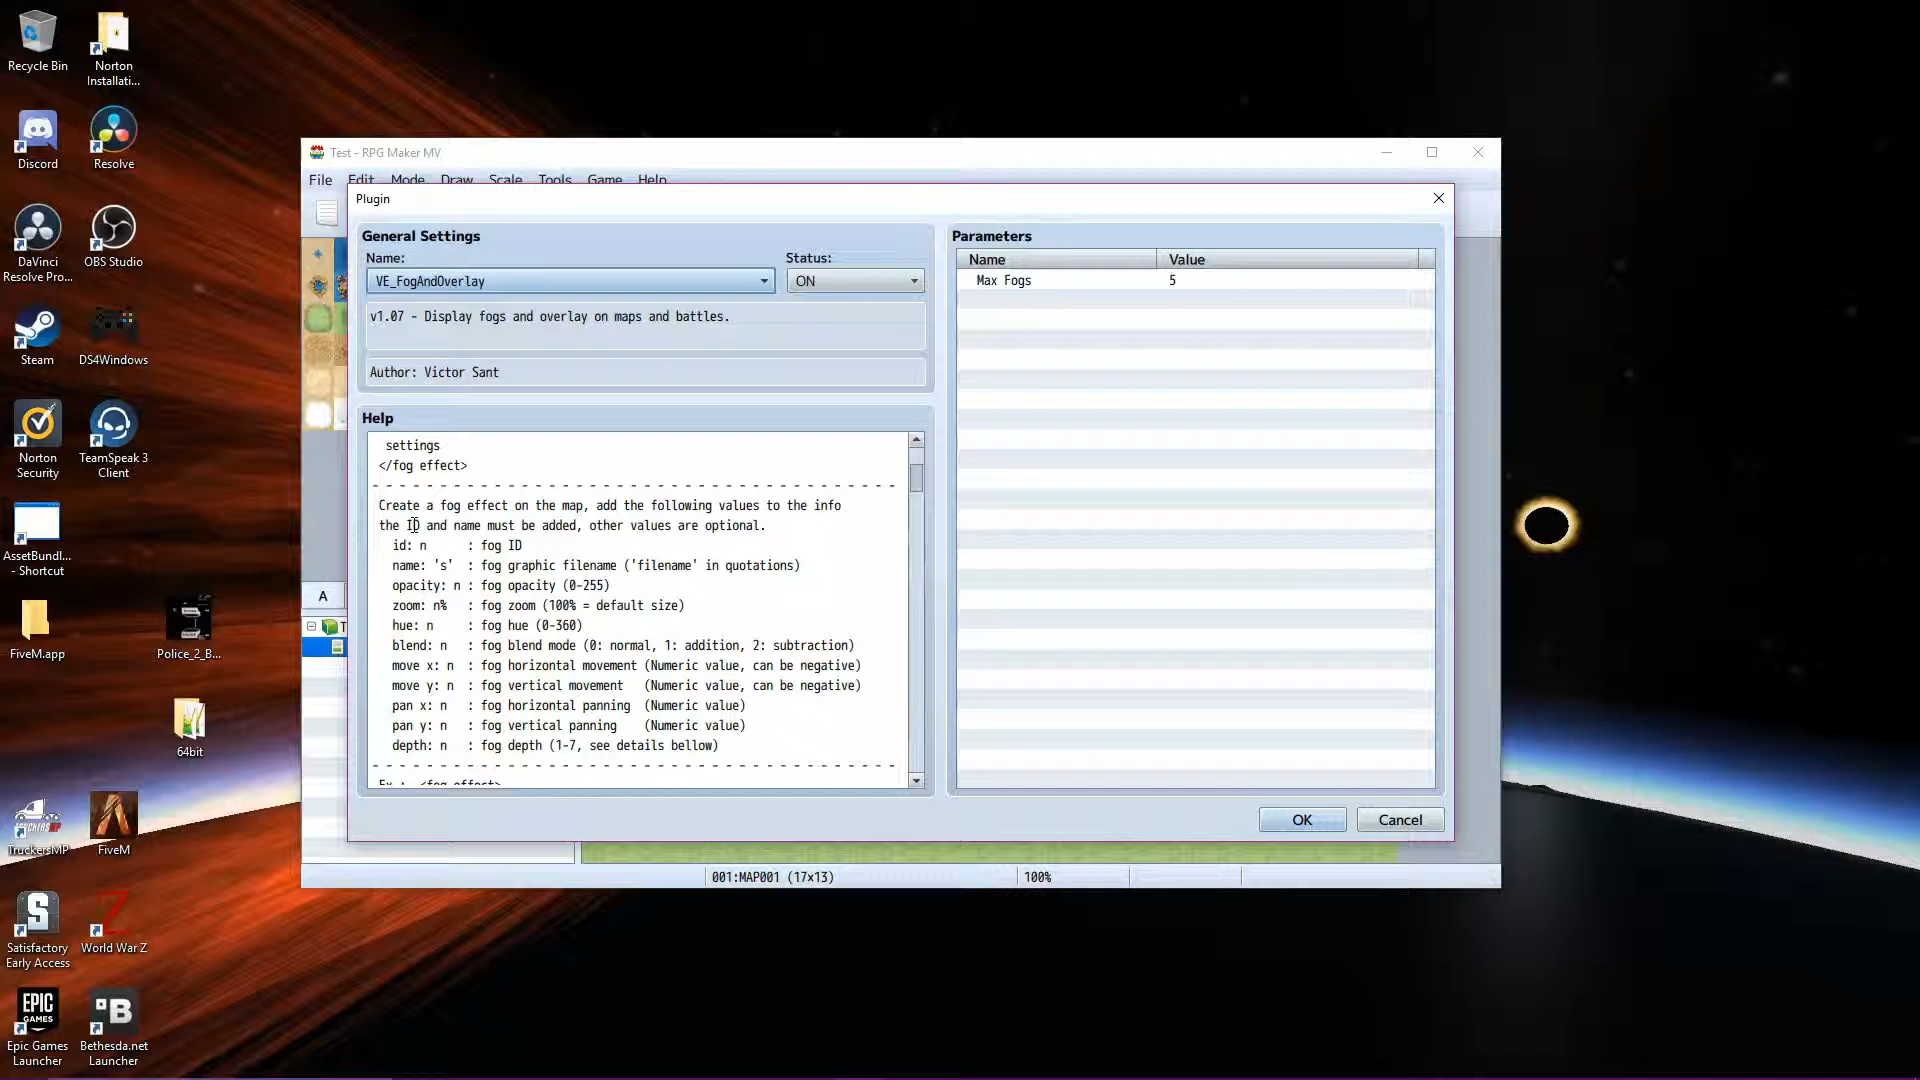 Recycle Bin
Norton
Installati...
Discord
Resolve
DaVinci
Resolve Pro...
OBS Studio
Steam
DS4Windows
Norton
Security
TeamSpeak 3
Client
AssetBundl...
- Shortcut
FiveM.app
Police_2_B...
64bit
TruckersMP
FiveM
Satisfactory
Early Access
World War Z
EPIC
GAMES
Epic Games
Launcher
Bethesda.net
Launcher
Test - RPG Maker MV
File Edit Mode Draw Scale Tools Game Help
Plugin
General Settings
Name:
Status:
VE_FogAndOverlay
ON
v1.07 - Display fogs and overlay on maps and battles.
Author: Victor Sant
Help
settings
</fog effect>
- - - - - - - - - - - - - - - - - - - - - - - - - - - - - - - - - - - - - - -
Create a fog effect on the map, add the following values to the info
the ID and name must be added, other values are optional.
id: n : fog ID
name: 's' : fog graphic filename ('filename' in quotations)
opacity: n : fog opacity (0-255)
zoom: n% : fog zoom (100% = default size)
hue: n : fog hue (0-360)
blend: n : fog blend mode (0: normal, 1: addition, 2: subtraction)
move x: n : fog horizontal movement (Numeric value, can be negative)
move y: n : fog vertical movement (Numeric value, can be negative)
pan x: n : fog horizontal panning (Numeric value)
pan y: n : fog vertical panning (Numeric value)
depth: n : fog depth (1-7, see details bellow)
- - - - - - - - - - - - - - - - - - - - - - - - - - - - - - - - - - - - - - -
Ex.: <fog effect>
Parameters
Name Value
Max Fogs 5
OK
Cancel
A
T
001:MAP001 (17×13)
100%